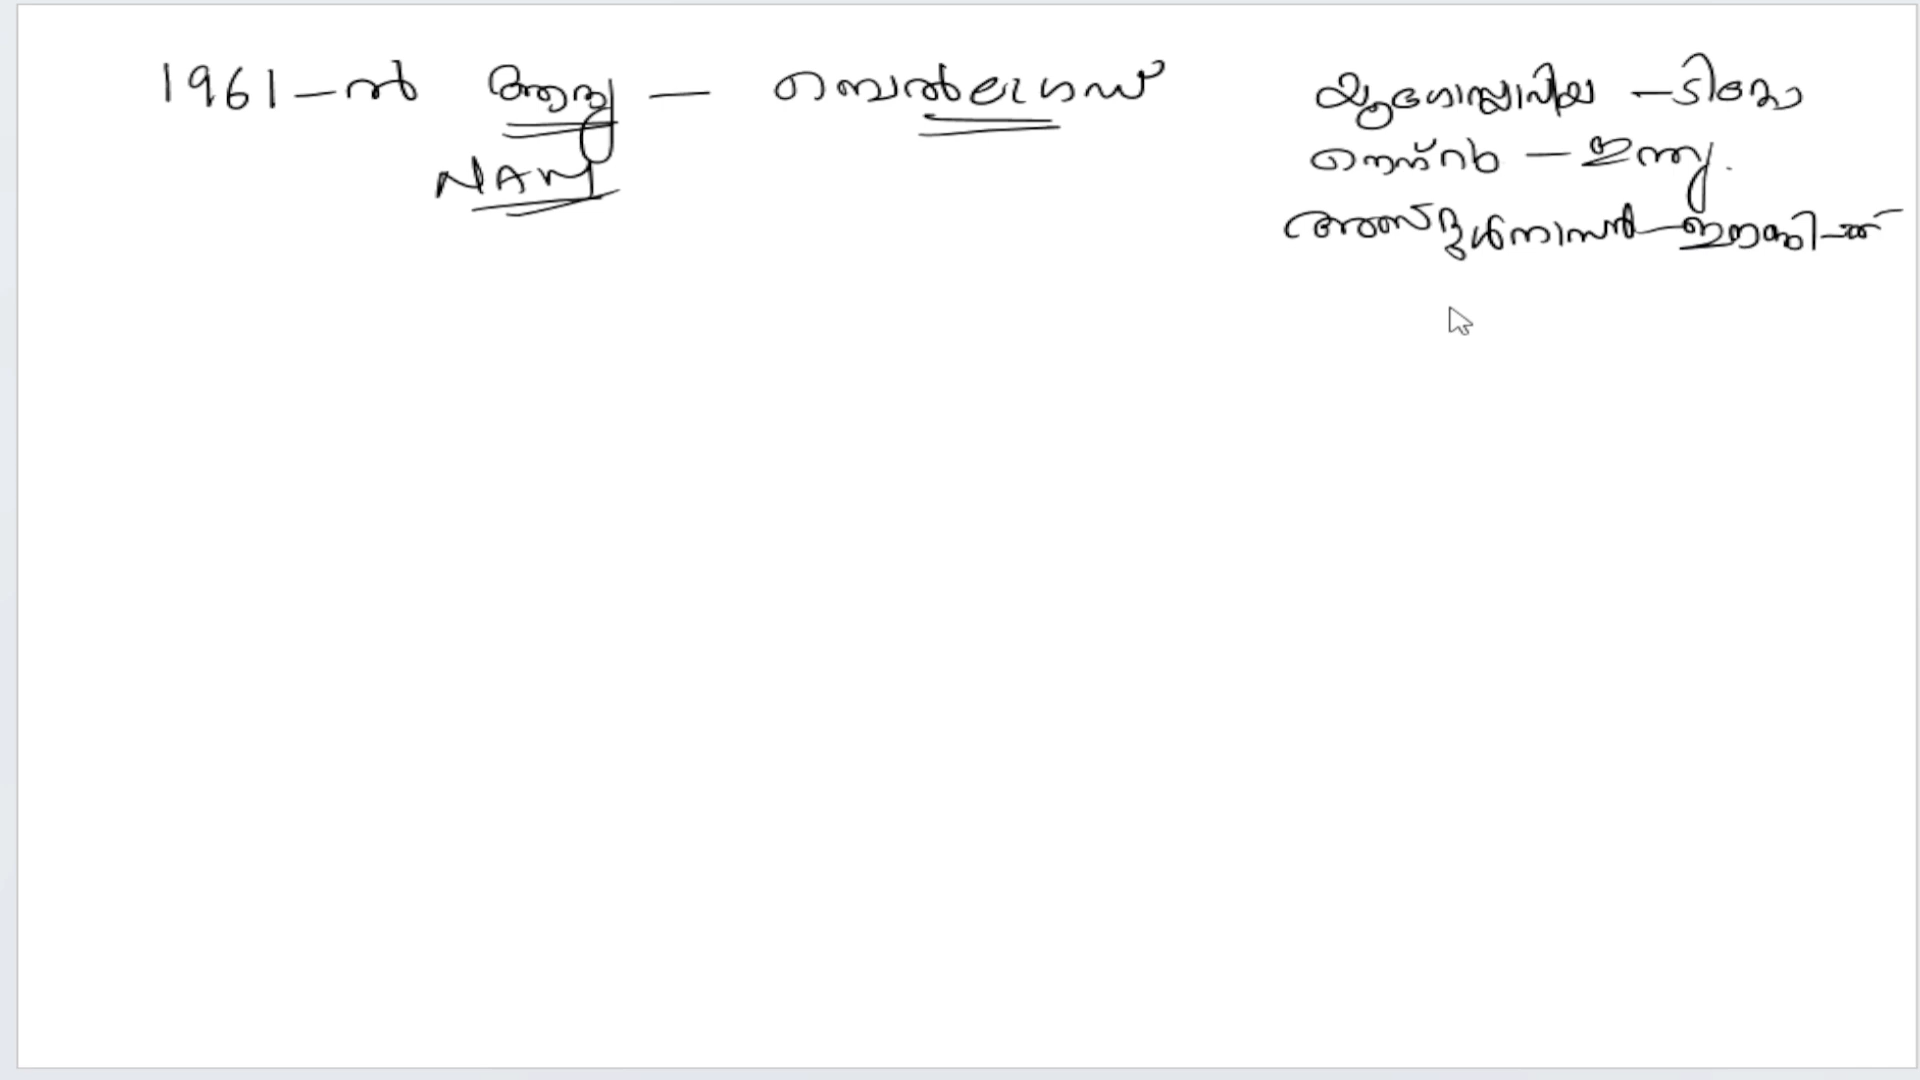 1961-ൽ ആദ്യ — ബെൽഗ്രേഡ്
NAM
യുഗോസ്ലാവിയ - ടിറ്റോ
നെഹ്റു — ഇന്ത്യ.
അബ്ദുൾനാസർ - ഈജിപ്ത്